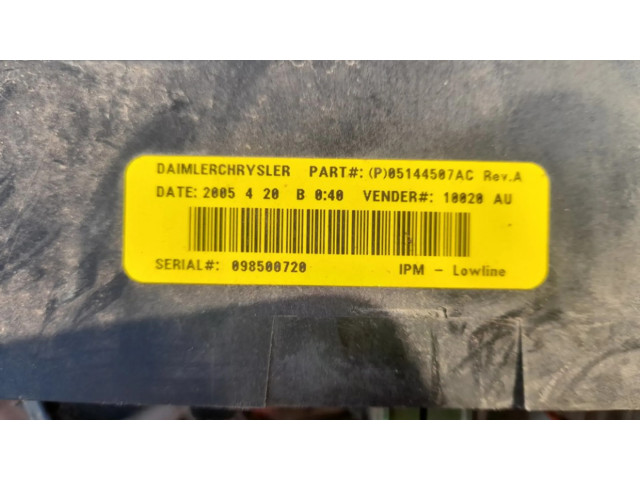 DAIMLERCHRYSLER PART#: (P)05144507AC Rev.A
DATE: 2005 4 20 B 0:40 VENDER#: 10020 AU
SERIAL#: 098500720 IPM - Lowline